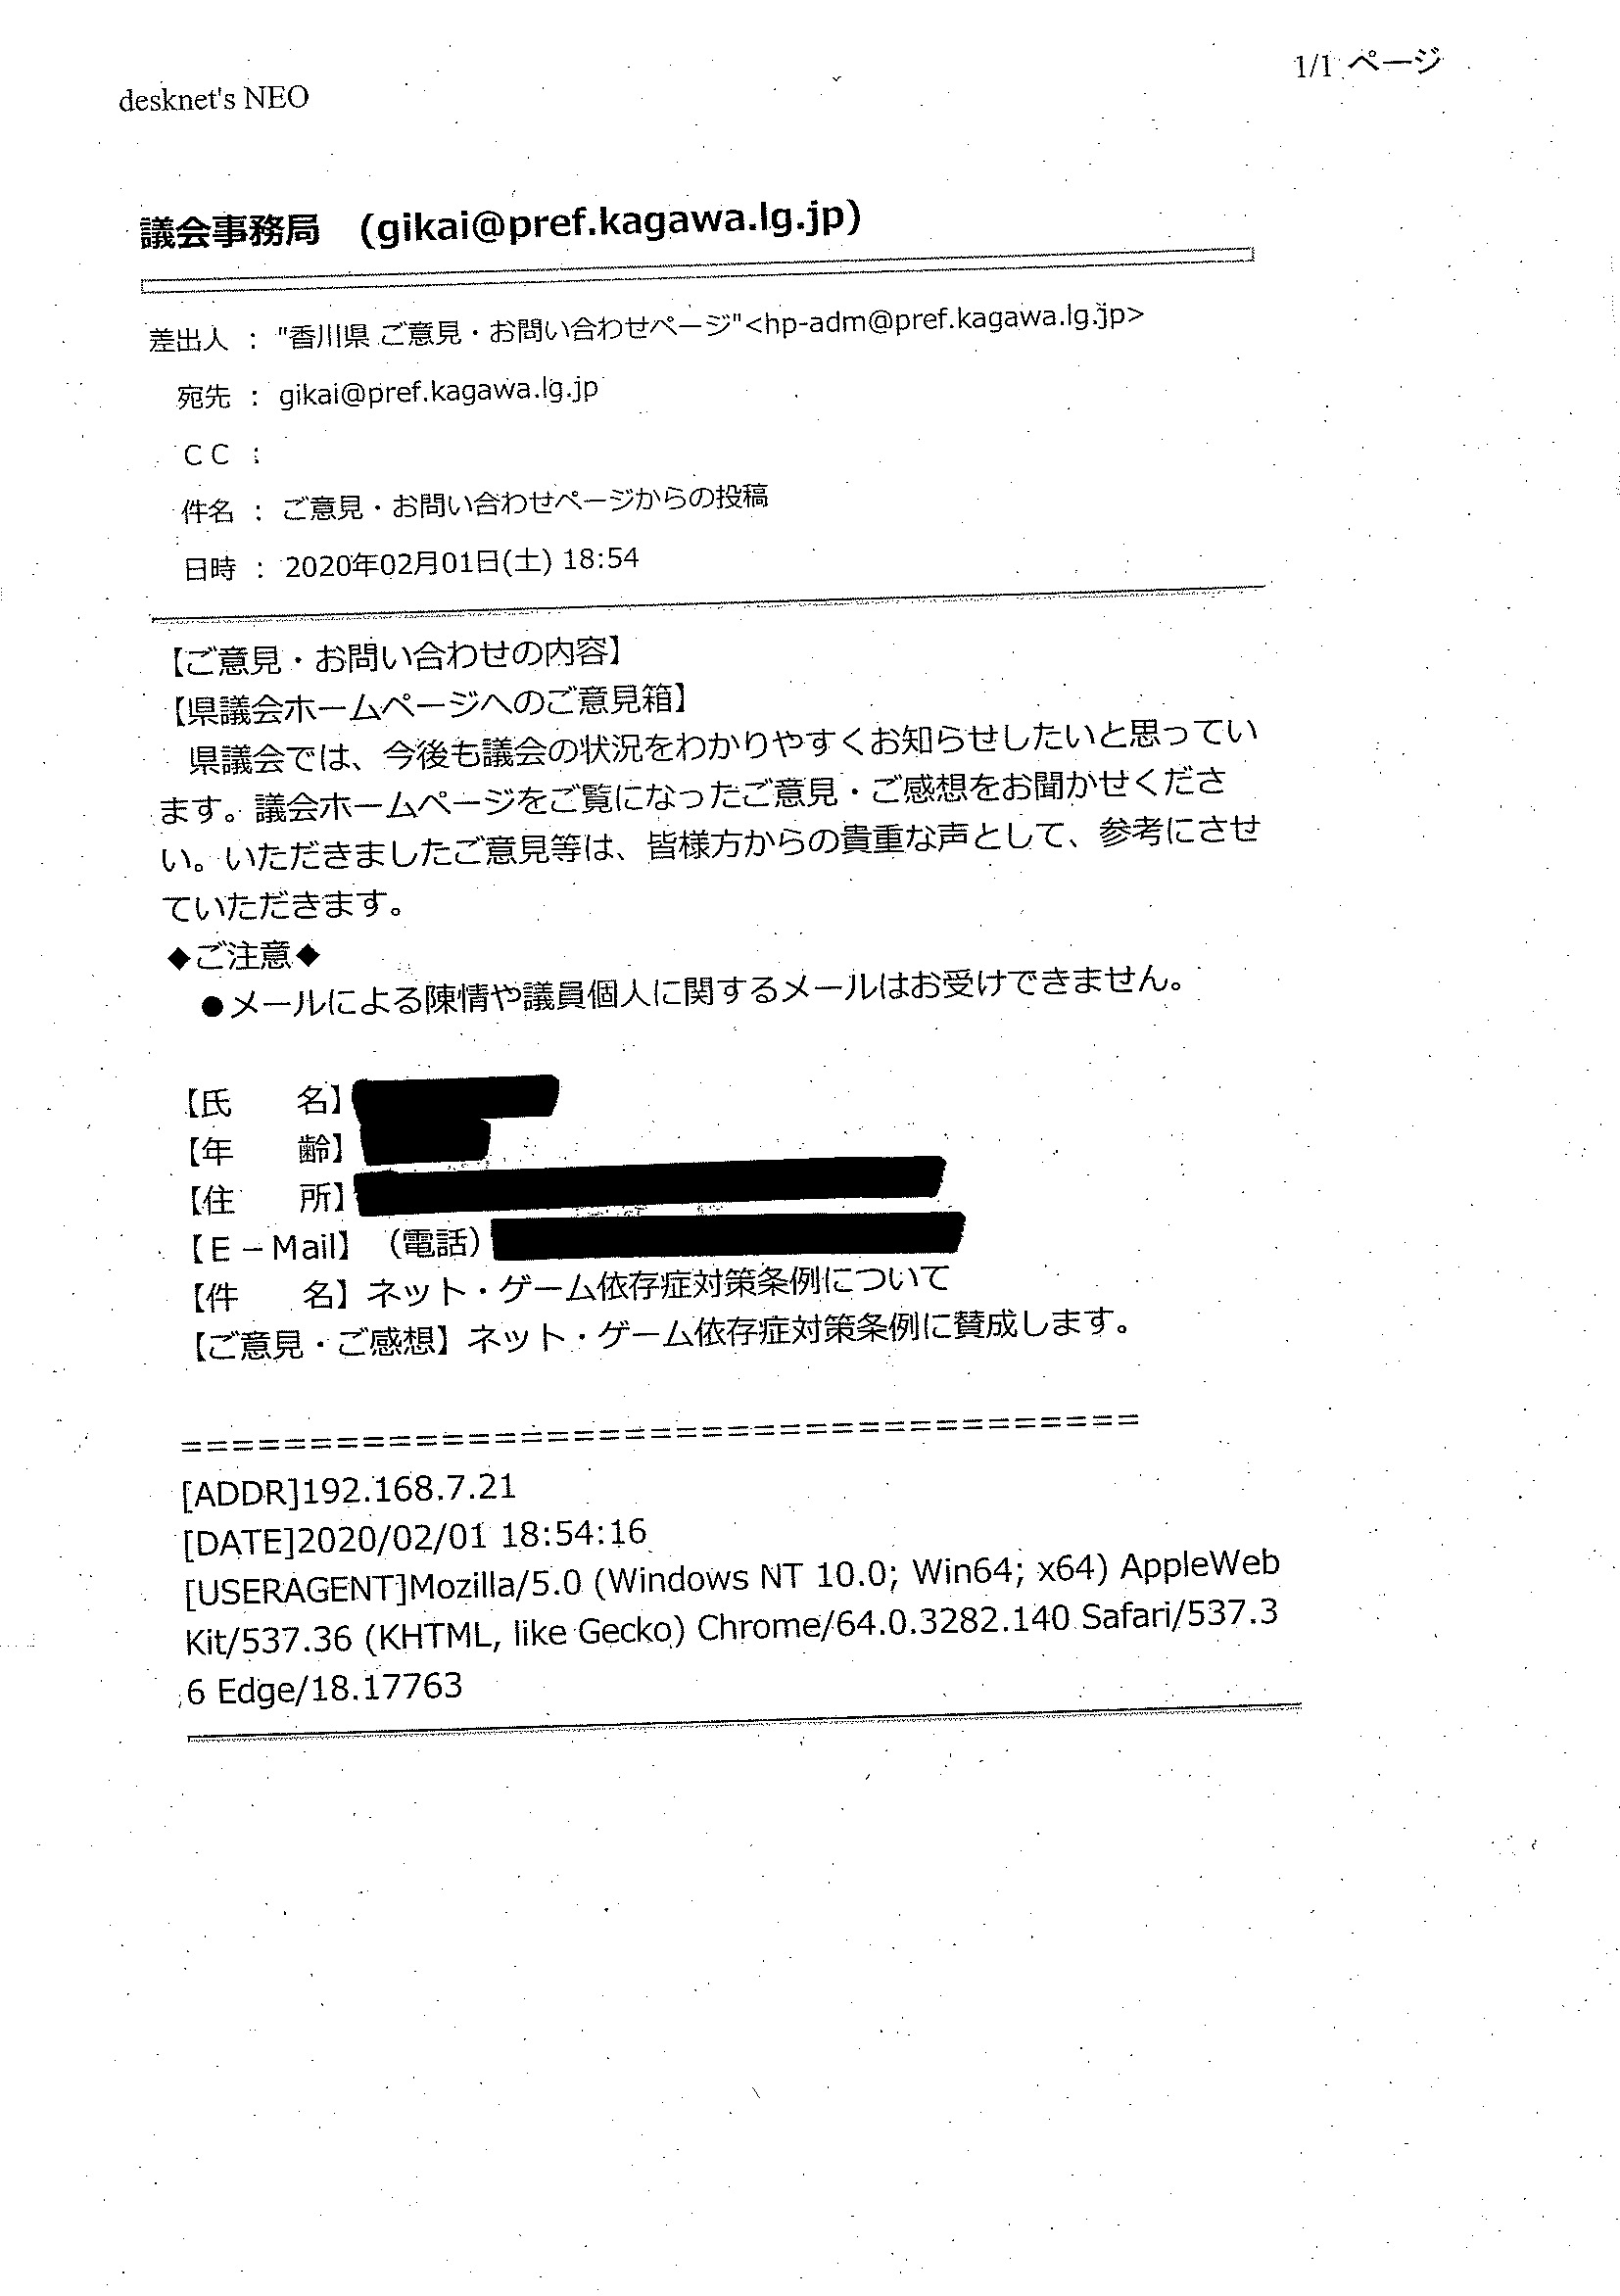 desknet's NEO
1/1 ページ
議会事務局　(gikai@pref.kagawa.lg.jp)
差出人 ： "香川県 ご意見・お問い合わせページ"<hp-adm@pref.kagawa.lg.jp>
宛先 ： gikai@pref.kagawa.lg.jp
ＣＣ ：
件名 ： ご意見・お問い合わせページからの投稿
日時 ： 2020年02月01日(土) 18:54
【ご意見・お問い合わせの内容】
【県議会ホームページへのご意見箱】
　県議会では、今後も議会の状況をわかりやすくお知らせしたいと思ってい
ます。議会ホームページをご覧になったご意見・ご感想をお聞かせくださ
い。いただきましたご意見等は、皆様方からの貴重な声として、参考にさせ
ていただきます。
◆ご注意◆
　●メールによる陳情や議員個人に関するメールはお受けできません。
【氏　　名】
【年　　齢】
【住　　所】
【Ｅ－Mail】（電話）
【件　　名】ネット・ゲーム依存症対策条例について
【ご意見・ご感想】ネット・ゲーム依存症対策条例に賛成します。
=====================================
[ADDR]192.168.7.21
[DATE]2020/02/01 18:54:16
[USERAGENT]Mozilla/5.0 (Windows NT 10.0; Win64; x64) AppleWeb
Kit/537.36 (KHTML, like Gecko) Chrome/64.0.3282.140 Safari/537.3
6 Edge/18.17763